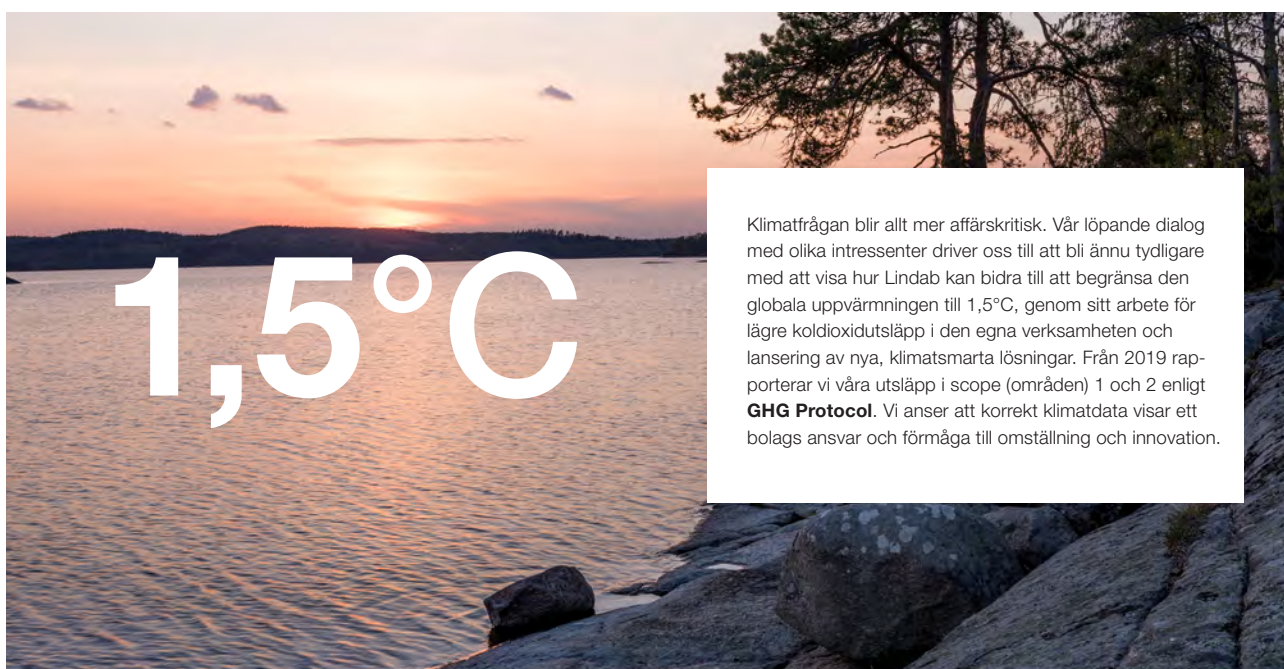 1,5°C
Klimatfrågan blir allt mer affärskritisk. Vår löpande dialog
med olika intressenter driver oss till att bli ännu tydligare
med att visa hur Lindab kan bidra till att begränsa den
globala uppvärmningen till 1,5°C, genom sitt arbete för
lägre koldioxidutsläpp i den egna verksamheten och
lansering av nya, klimatsmarta lösningar. Från 2019 rap-
porterar vi våra utsläpp i scope (områden) 1 och 2 enligt
GHG Protocol. Vi anser att korrekt klimatdata visar ett
bolags ansvar och förmåga till omställning och innovation.